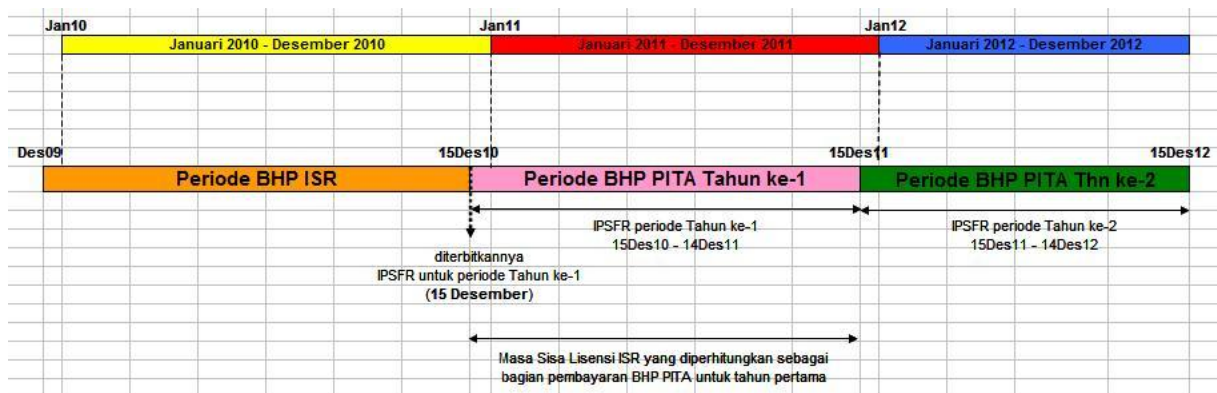 Jan10 Jan11 Jan12
Januari 2010 - Desember 2010 Januari 2011 - Desember 2011 Januari 2012 - Desember 2012
Des09 15Des10 15Des11 15Des12
Periode BHP ISR Periode BHP PITA Tahun ke-1 Periode BHP PITA Thn ke-2
IPSFR periode Tahun ke-1
15Des10 - 14Des11
IPSFR periode Tahun ke-2
15Des11 - 14Des12
diterbitkannya
IPSFR untuk periode Tahun ke-1
(15 Desember)
Masa Sisa Lisensi ISR yang diperhitungkan sebagai
bagian pembayaran BHP PITA untuk tahun pertama